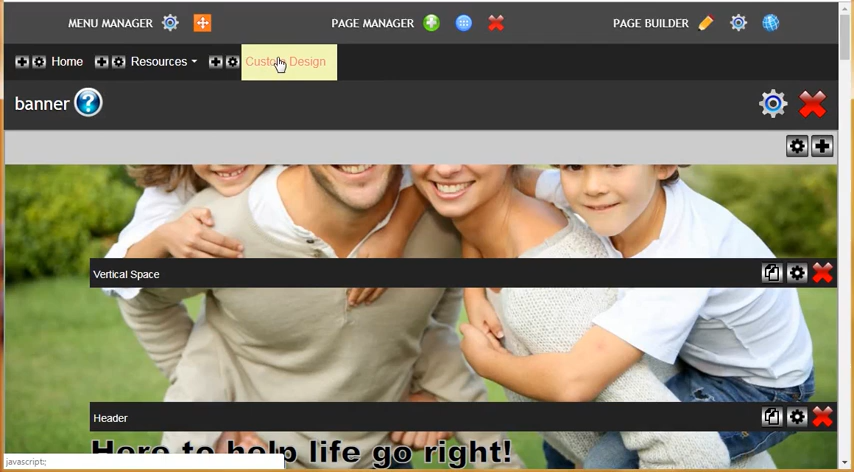 MENU MANAGER PAGE MANAGER PAGE BUILDER
Home Resources Custom Design
banner
Vertical Space
Header
Here to help life go right!
javascript:;